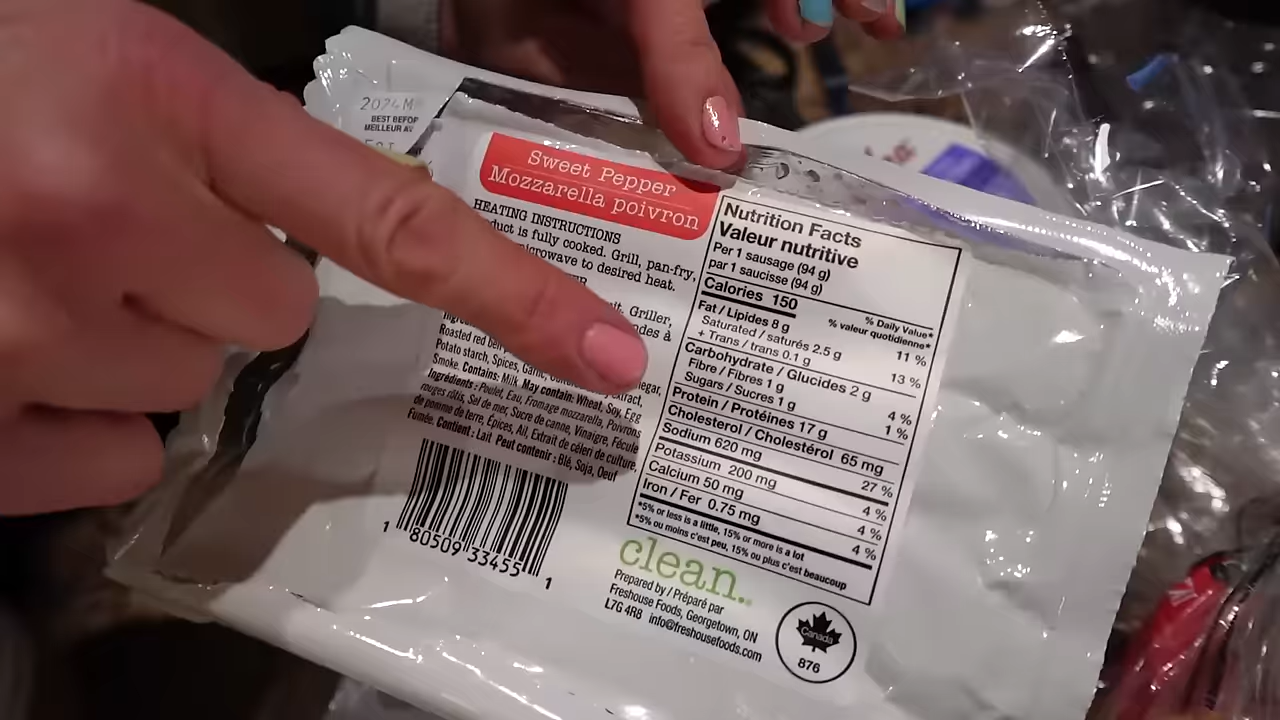 2024 M
BEST BEFOR
MEILLEUR AV
Sweet Pepper
Mozzarella poivron
HEATING INSTRUCTIONS
duct is fully cooked. Grill, pan-fry,
microwave to desired heat.
Griller,
Roasted red
Potato starch, Spices, Garlic,
Smoke. Contains: Milk May contain: Wheat, Soy, Egg
Ingrédients: Poulet, Eau, Fromage mozzarella, Poivrons
rouges rôtis, Sel de mer, Sucre de canne, Vinaigre, Fécule
de pomme de terre, Épices, Ail, Extrait de céleri de culture,
Fumée. Contient : Lait Peut contenir : Blé, Soja, Oeuf
1 80509 33455 1
Nutrition Facts
Valeur nutritive
Per 1 sausage (94 g)
par 1 saucisse (94 g)
Calories 150
% Daily Value*
% valeur quotidienne*
Fat / Lipides 8 g 11 %
Saturated / saturés 2.5 g
+ Trans / trans 0.1 g 13 %
Carbohydrate / Glucides 2 g
Fibre / Fibres 1 g 4 %
Sugars / Sucres 1 g 1 %
Protein / Protéines 17 g
Cholesterol / Cholestérol 65 mg
Sodium 620 mg 27 %
Potassium 200 mg 4 %
Calcium 50 mg 4 %
Iron / Fer 0.75 mg 4 %
*5% or less is a little, 15% or more is a lot
*5% ou moins c'est peu, 15% ou plus c'est beaucoup
clean.
Prepared by / Préparé par
Freshouse Foods, Georgetown, ON
L7G 4R8 info@freshousefoods.com
Canada
876